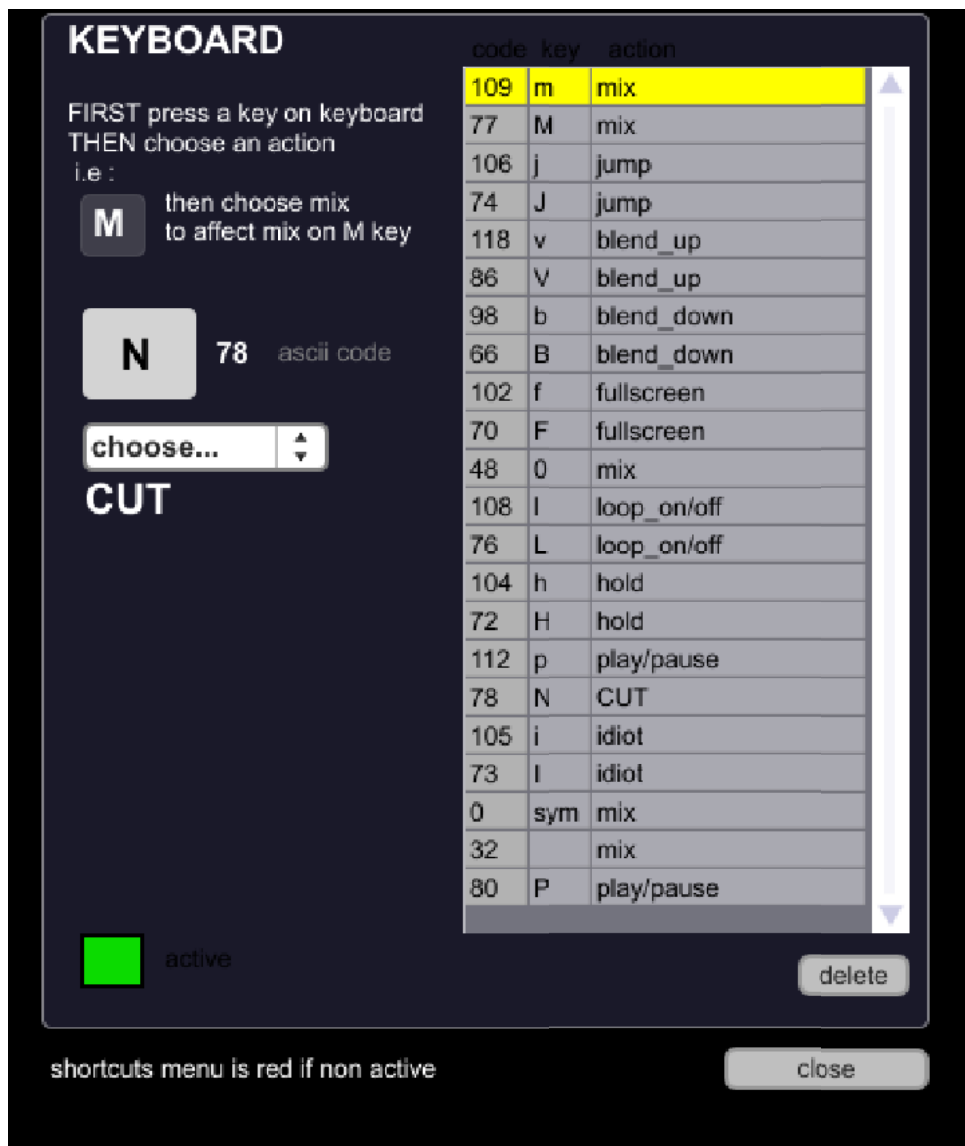 KEYBOARD
FIRST press a key on keyboard
THEN choose an action
i.e :
M
then choose mix
to affect mix on M key
N
78 ascii code
choose...
CUT
active
code key action
109 m mix
77 M mix
106 j jump
74 J jump
118 v blend_up
86 V blend_up
98 b blend_down
66 B blend_down
102 f fullscreen
70 F fullscreen
48 0 mix
108 l loop_on/off
76 L loop_on/off
104 h hold
72 H hold
112 p play/pause
78 N CUT
105 i idiot
73 I idiot
0 sym mix
32 mix
80 P play/pause
delete
shortcuts menu is red if non active
close